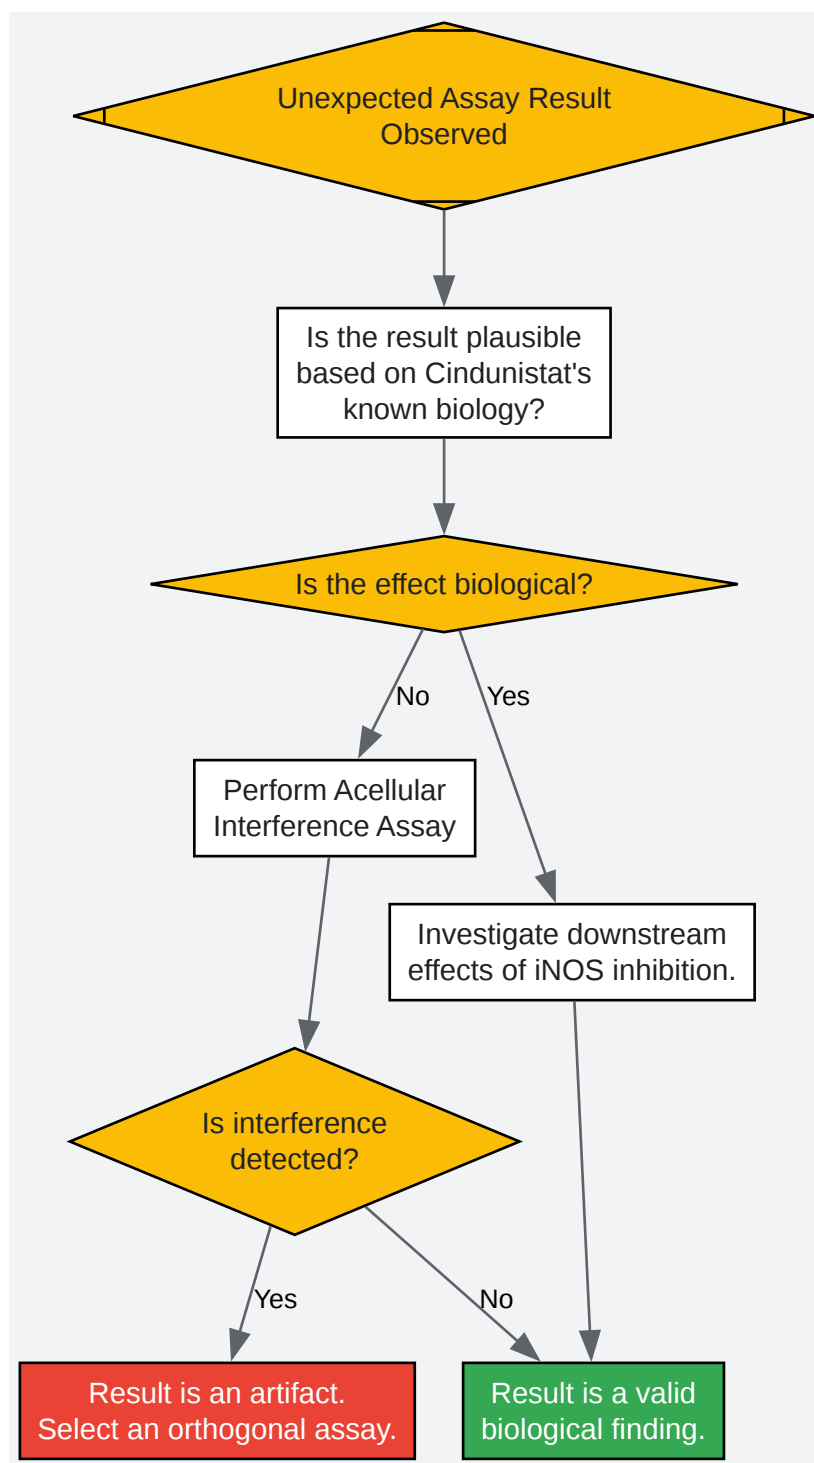 Unexpected Assay Result
Observed
Is the result plausible
based on Cindunistat's
known biology?
Is the effect biological?
No
Yes
Perform Acellular
Interference Assay
Investigate downstream
effects of iNOS inhibition.
Is interference
detected?
Yes
No
Result is an artifact.
Select an orthogonal assay.
Result is a valid
biological finding.